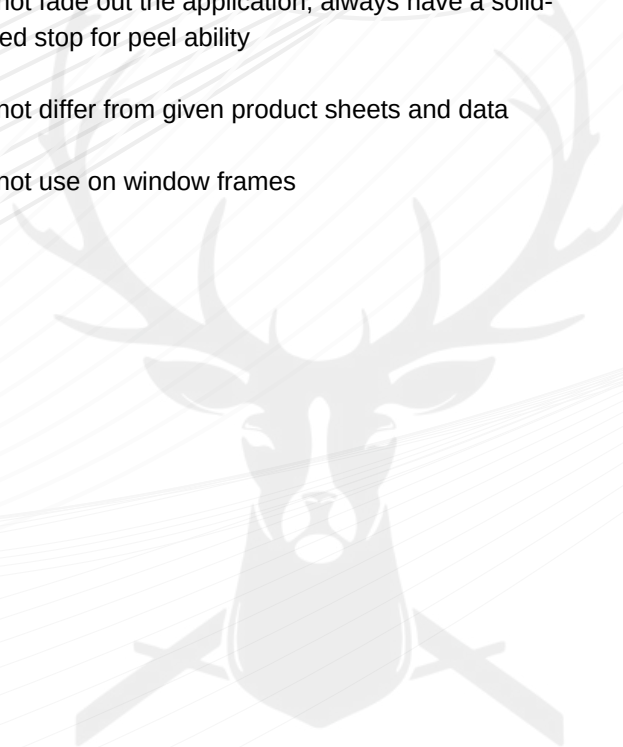 not fade out the application, always have a solid-
ed stop for peel ability
not differ from given product sheets and data
not use on window frames